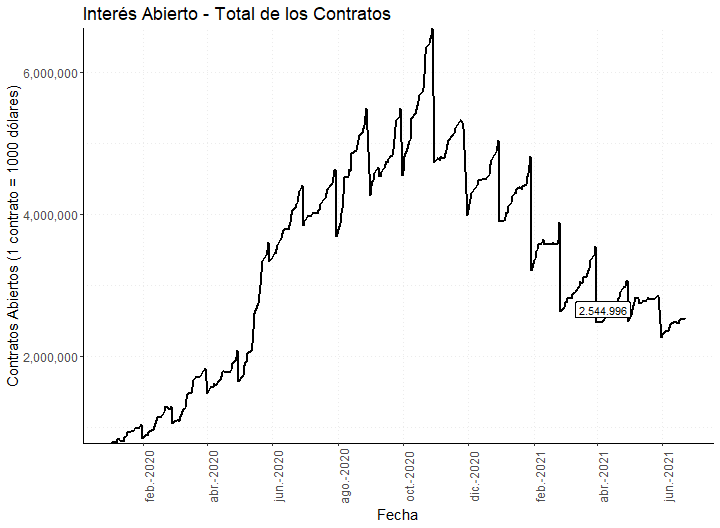 Interés Abierto - Total de los Contratos
Contratos Abiertos (1 contrato = 1000 dólares)
6,000,000
4,000,000
2,000,000
2.544.996
feb.-2020
abr.-2020
jun.-2020
ago.-2020
oct.-2020
dic.-2020
feb.-2021
abr.-2021
jun.-2021
Fecha